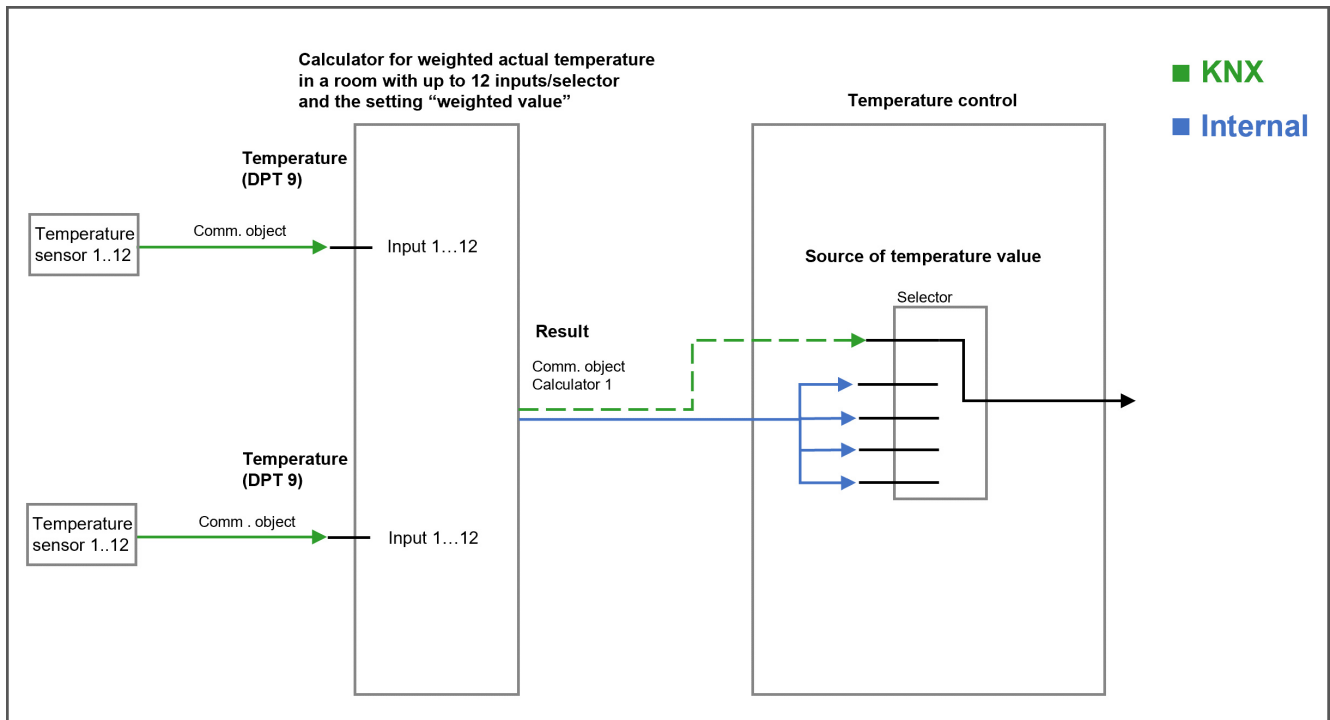 Calculator for weighted actual temperature
in a room with up to 12 inputs/selector
and the setting “weighted value”
Temperature control
KNX
Internal
Temperature
(DPT 9)
Temperature
sensor 1..12
Comm. object
Input 1…12
Source of temperature value
Selector
Result
Comm. object
Calculator 1
Temperature
(DPT 9)
Temperature
sensor 1..12
Comm . object
Input 1…12